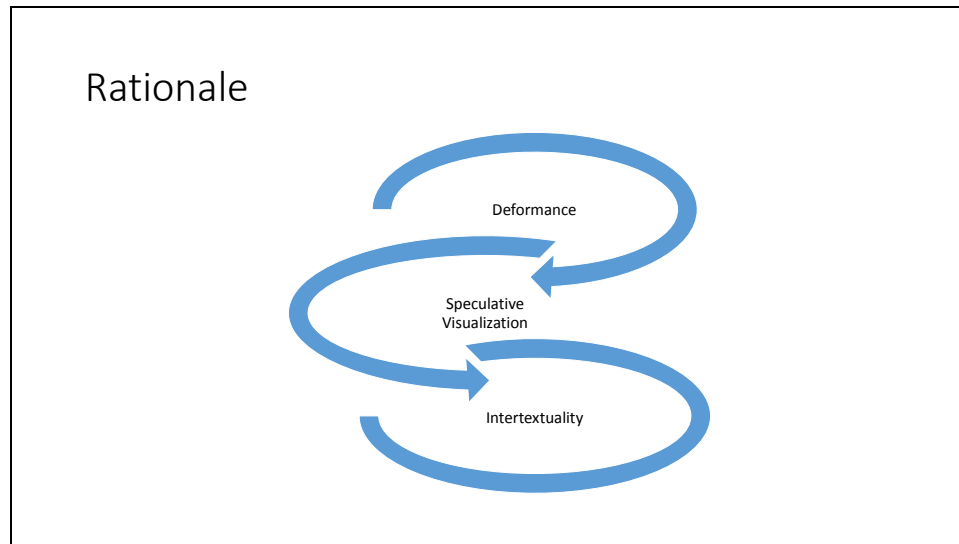 Rationale
Deformance
Speculative
Visualization
Intertextuality